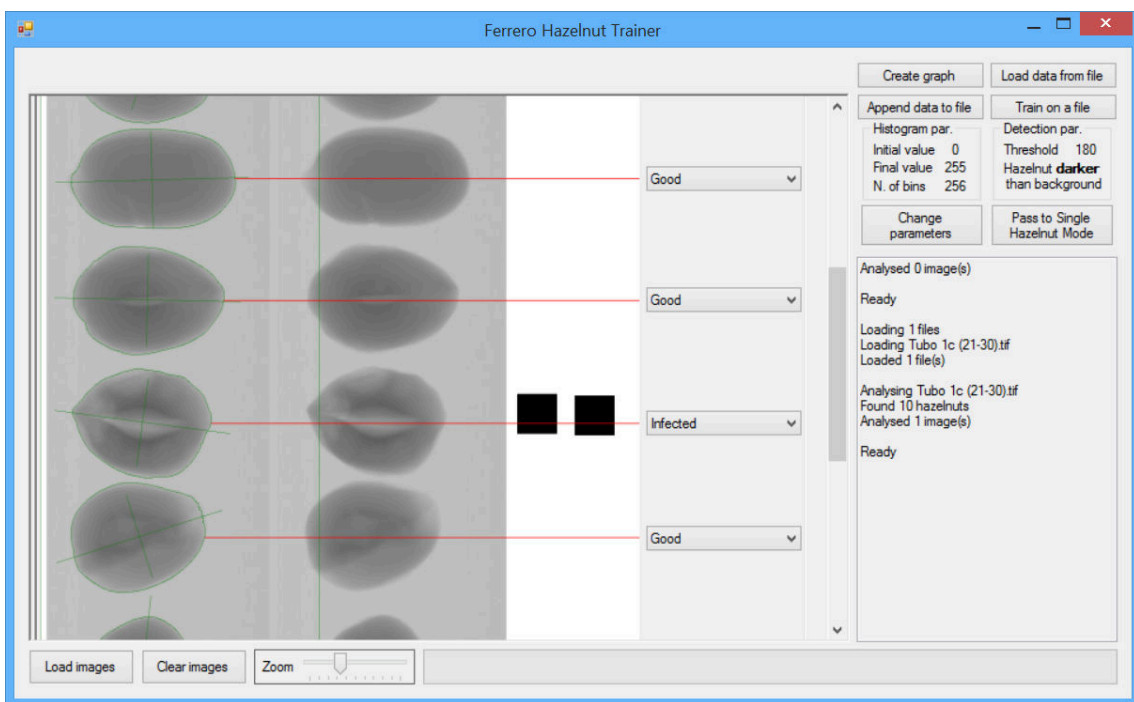 Ferrero Hazelnut Trainer
Create graph
Load data from file
Append data to file
Train on a file
Histogram par.
Initial value 0
Final value 255
N. of bins 256
Detection par.
Threshold 180
Hazelnut darker
than background
Change
parameters
Pass to Single
Hazelnut Mode
Good
Good
Infected
Good
Analysed 0 image(s)
Ready
Loading 1 files
Loading Tubo 1c (21-30).tif
Loaded 1 file(s)
Analysing Tubo 1c (21-30).tif
Found 10 hazelnuts
Analysed 1 image(s)
Ready
Load images
Clear images
Zoom